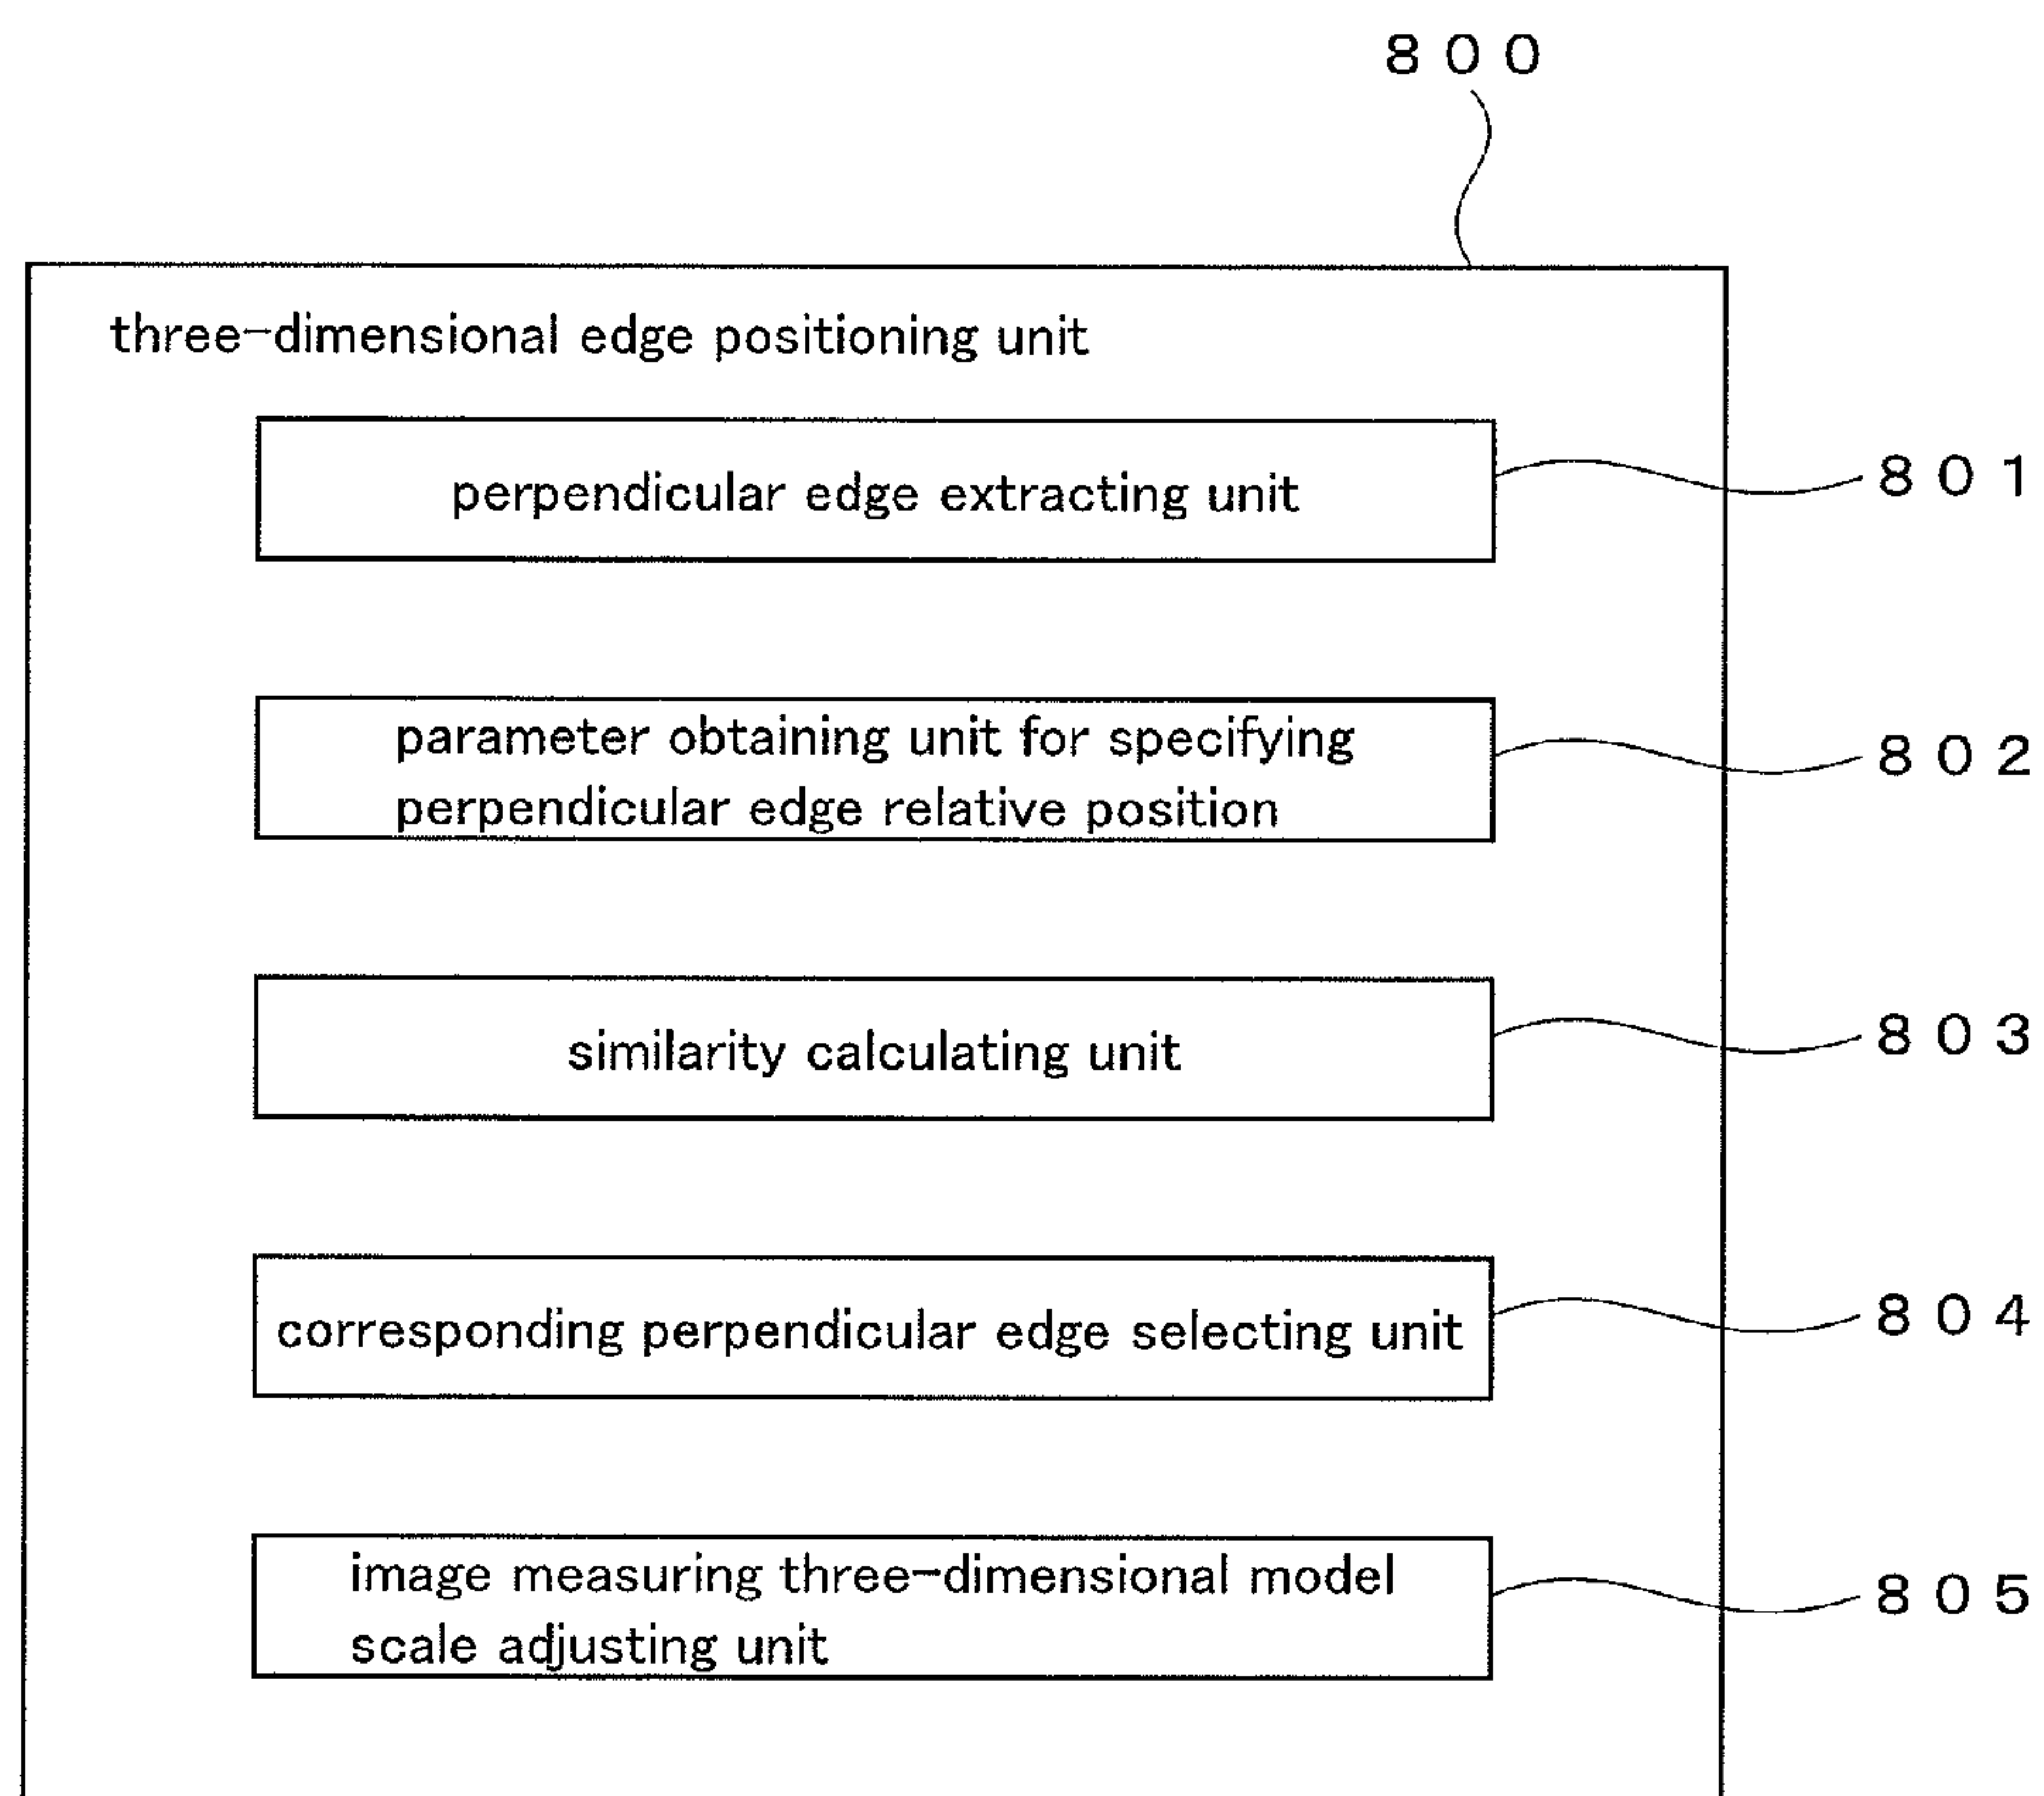 800
three-dimensional edge positioning unit
perpendicular edge extracting unit
801
parameter obtaining unit for specifying
perpendicular edge relative position
802
similarity calculating unit
803
corresponding perpendicular edge selecting unit
804
image measuring three-dimensional model
scale adjusting unit
805